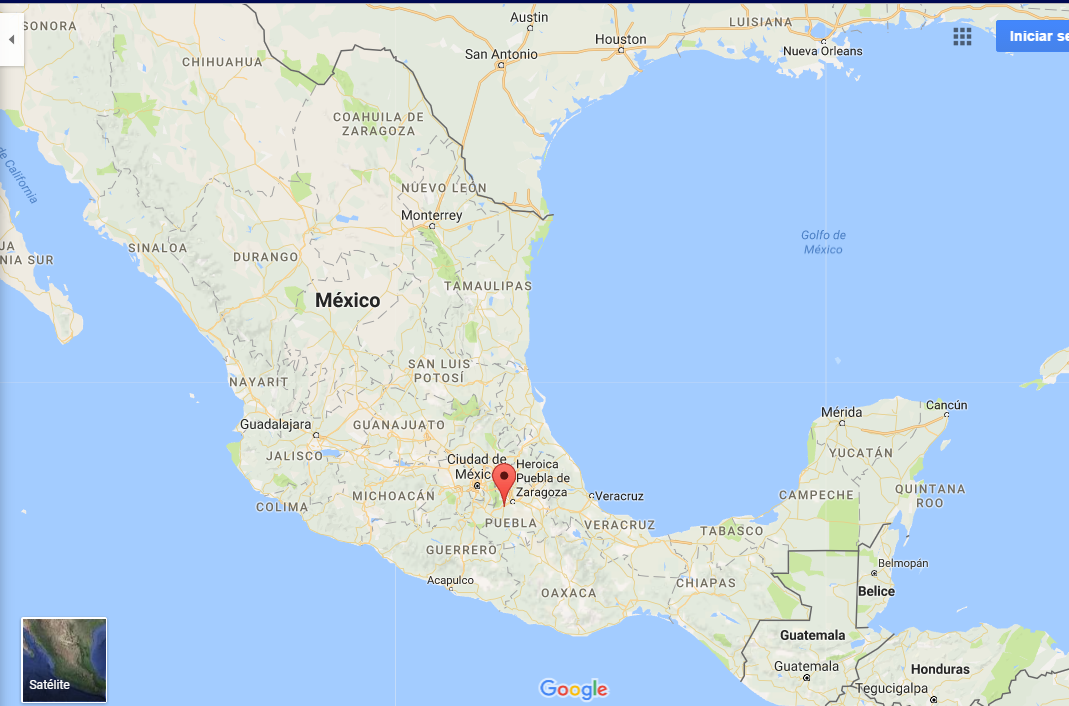 SONORA
Austin
LUISIANA
Houston
Iniciar se
San Antonio
Nueva Orleans
CHIHUAHUA
COAHUILA DE
ZARAGOZA
de California
NUEVO LEÓN
Monterrey
JA
NIA SUR
SINALOA
DURANGO
Golfo de
México
TAMAULIPAS
México
SAN LUIS
POTOSÍ
NAYARIT
Guadalajara
GUANAJUATO
Mérida
Cancún
JALISCO
Ciudad de
México
Heroica
Puebla de
Zaragoza
YUCATÁN
MICHOACÁN
COLIMA
Veracruz
CAMPECHE
QUINTANA
ROO
PUEBLA
VERACRUZ
TABASCO
GUERRERO
Acapulco
OAXACA
CHIAPAS
Belmopán
Belice
Guatemala
Guatemala
Honduras
Tegucigalpa
Satélite
Google